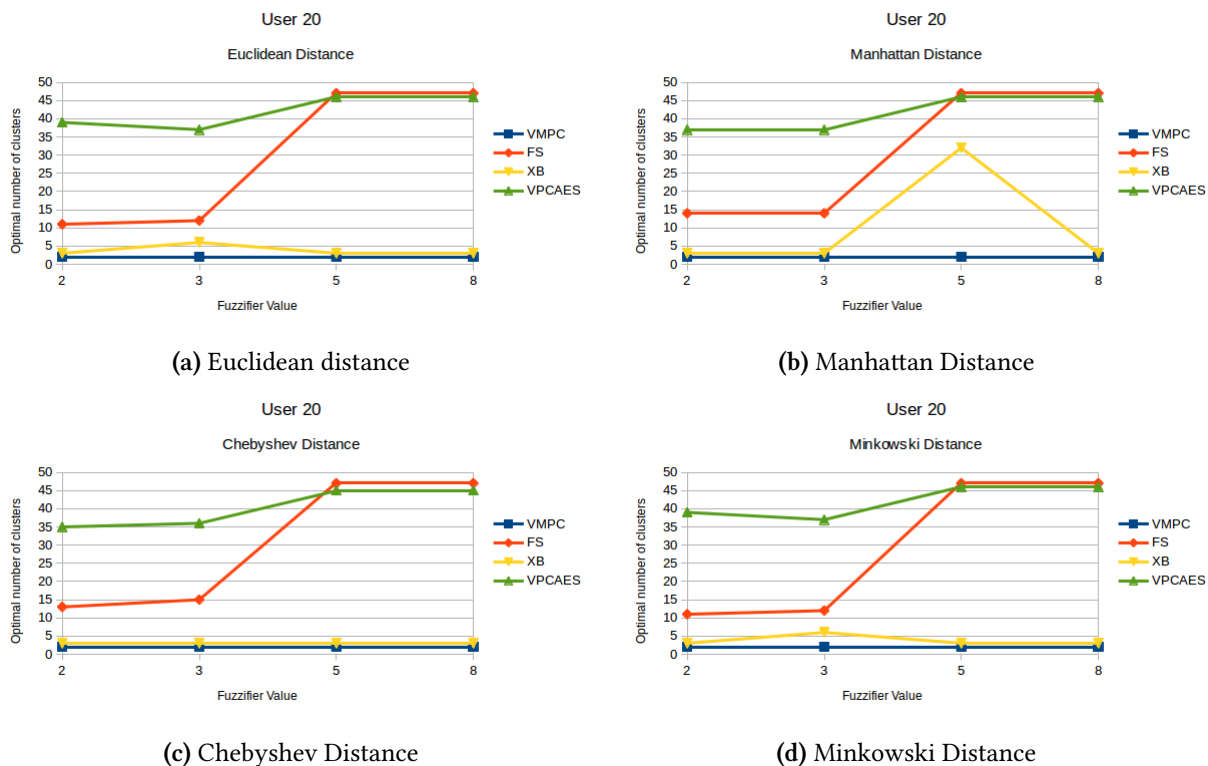 User 20
Euclidean Distance
Optimal number of clusters
50
45
40
35
30
25
20
15
10
5
0
2 3 5 8
Fuzzifier Value
VMPC
FS
XB
VPCAES
(a) Euclidean distance
User 20
Manhattan Distance
Optimal number of clusters
50
45
40
35
30
25
20
15
10
5
0
2 3 5 8
Fuzzifier Value
VMPC
FS
XB
VPCAES
(b) Manhattan Distance
User 20
Chebyshev Distance
Optimal number of clusters
50
45
40
35
30
25
20
15
10
5
0
2 3 5 8
Fuzzifier Value
VMPC
FS
XB
VPCAES
(c) Chebyshev Distance
User 20
Minkowski Distance
Optimal number of clusters
50
45
40
35
30
25
20
15
10
5
0
2 3 5 8
Fuzzifier Value
VMPC
FS
XB
VPCAES
(d) Minkowski Distance